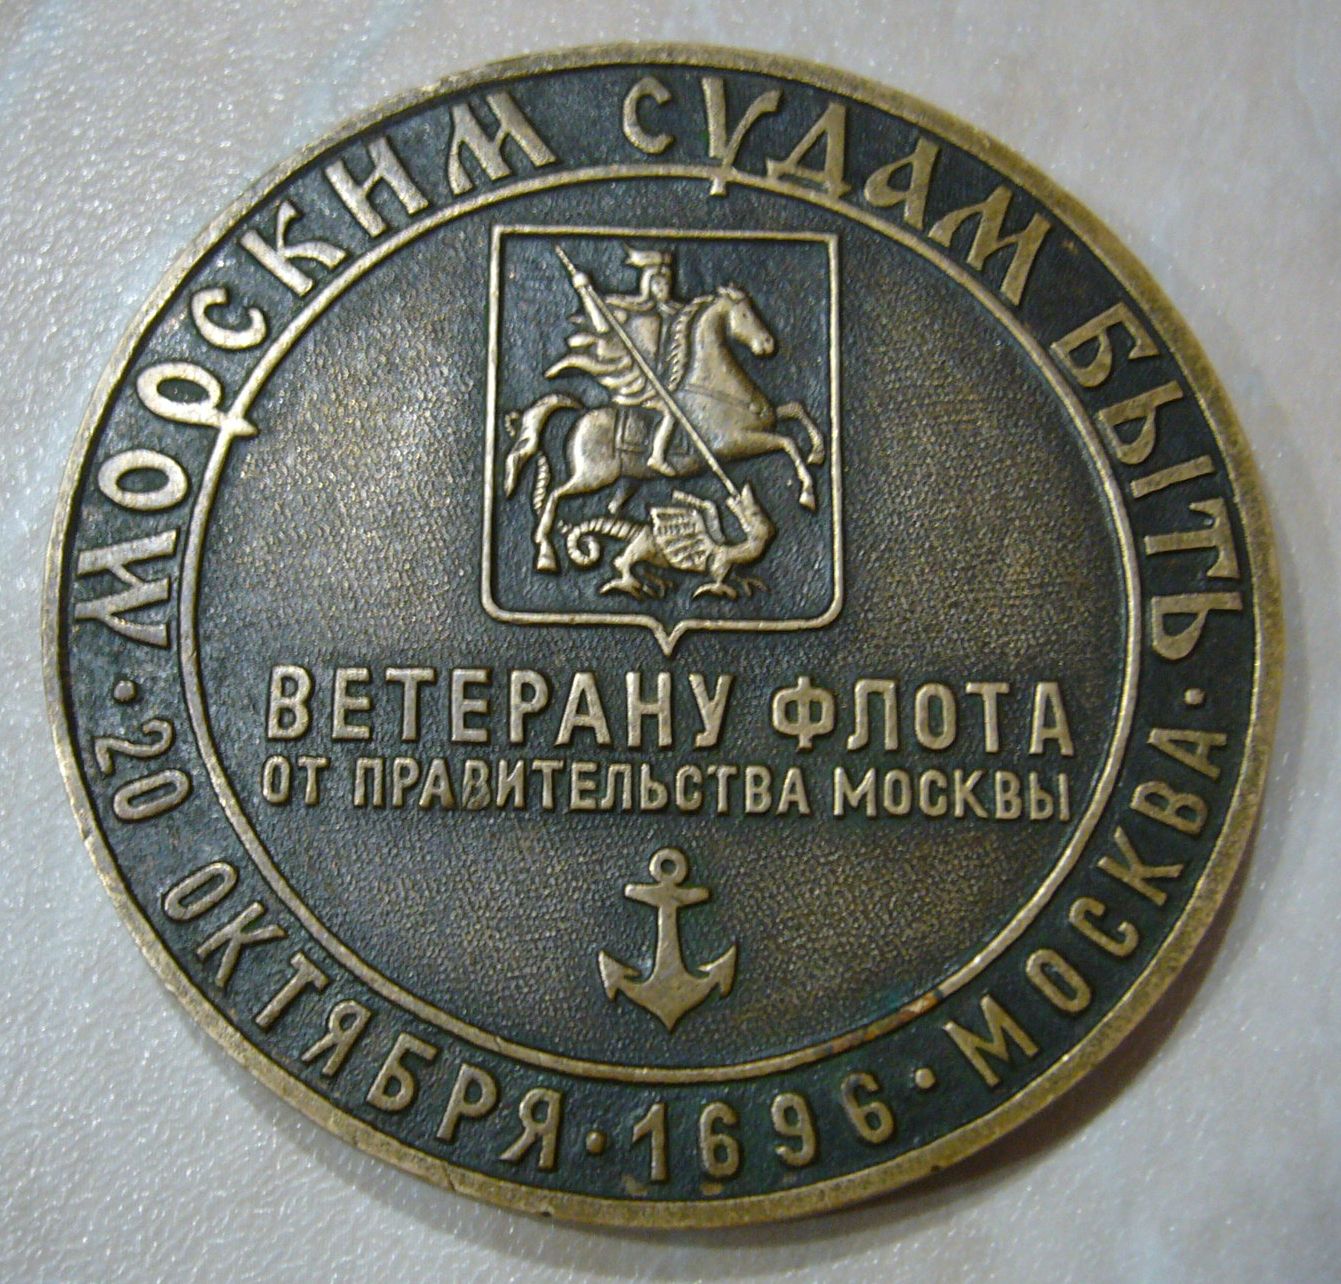 МОРСКИМ СУДАМ БЫТЬ
ВЕТЕРАНУ ФЛОТА
ОТ ПРАВИТЕЛЬСТВА МОСКВЫ
· 20 ОКТЯБРЯ · 1696 · МОСКВА ·